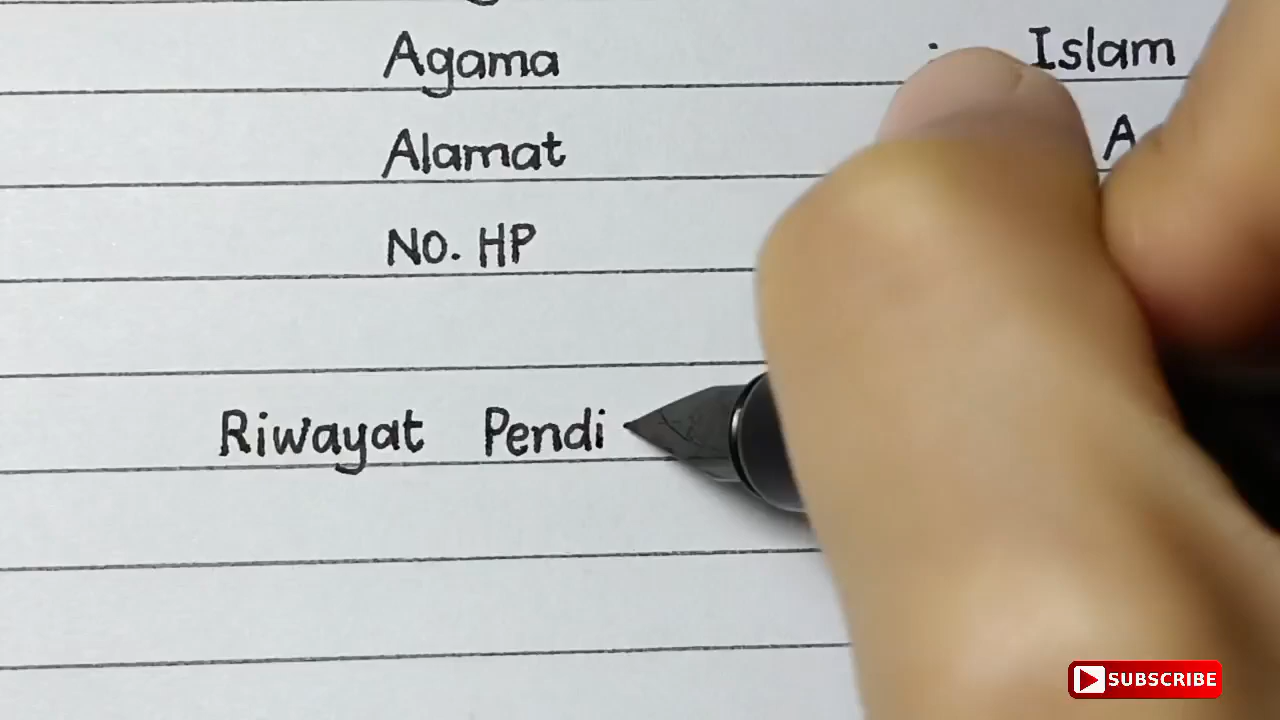 Agama : Islam
Alamat A
NO. HP
Riwayat Pendi
SUBSCRIBE